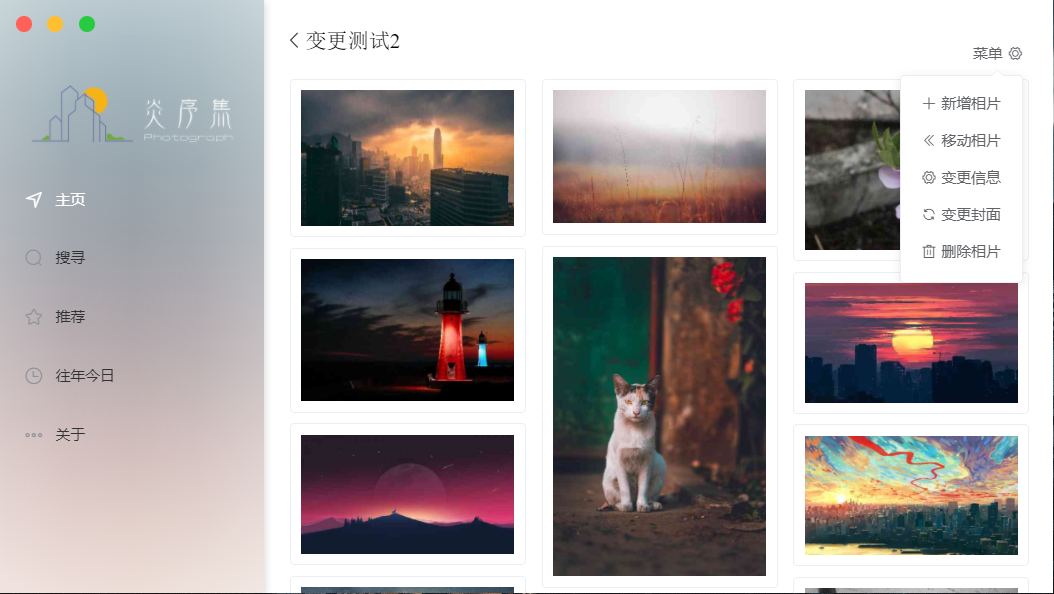 炎序集
Photograph
主页
搜寻
推荐
往年今日
关于
变更测试2
菜单
新增相片
移动相片
变更信息
变更封面
删除相片